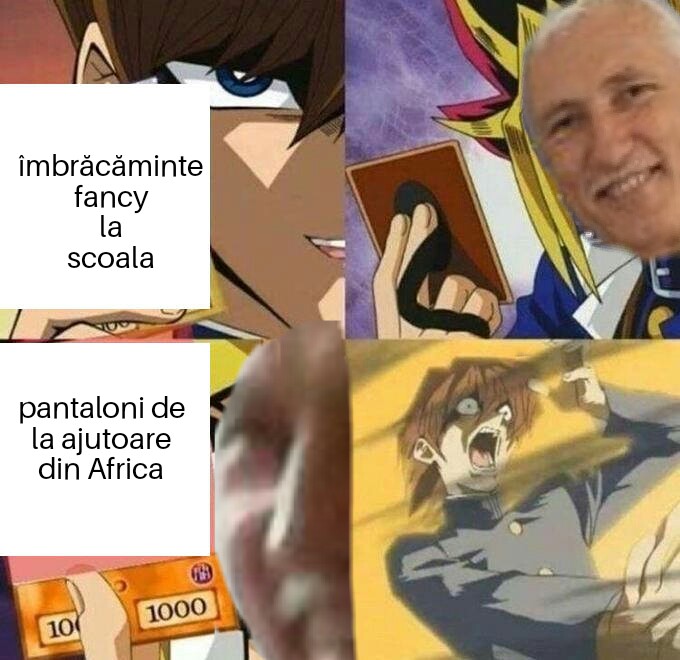 îmbrăcăminte
fancy
la
scoala
pantaloni de
la ajutoare
din Africa
1000